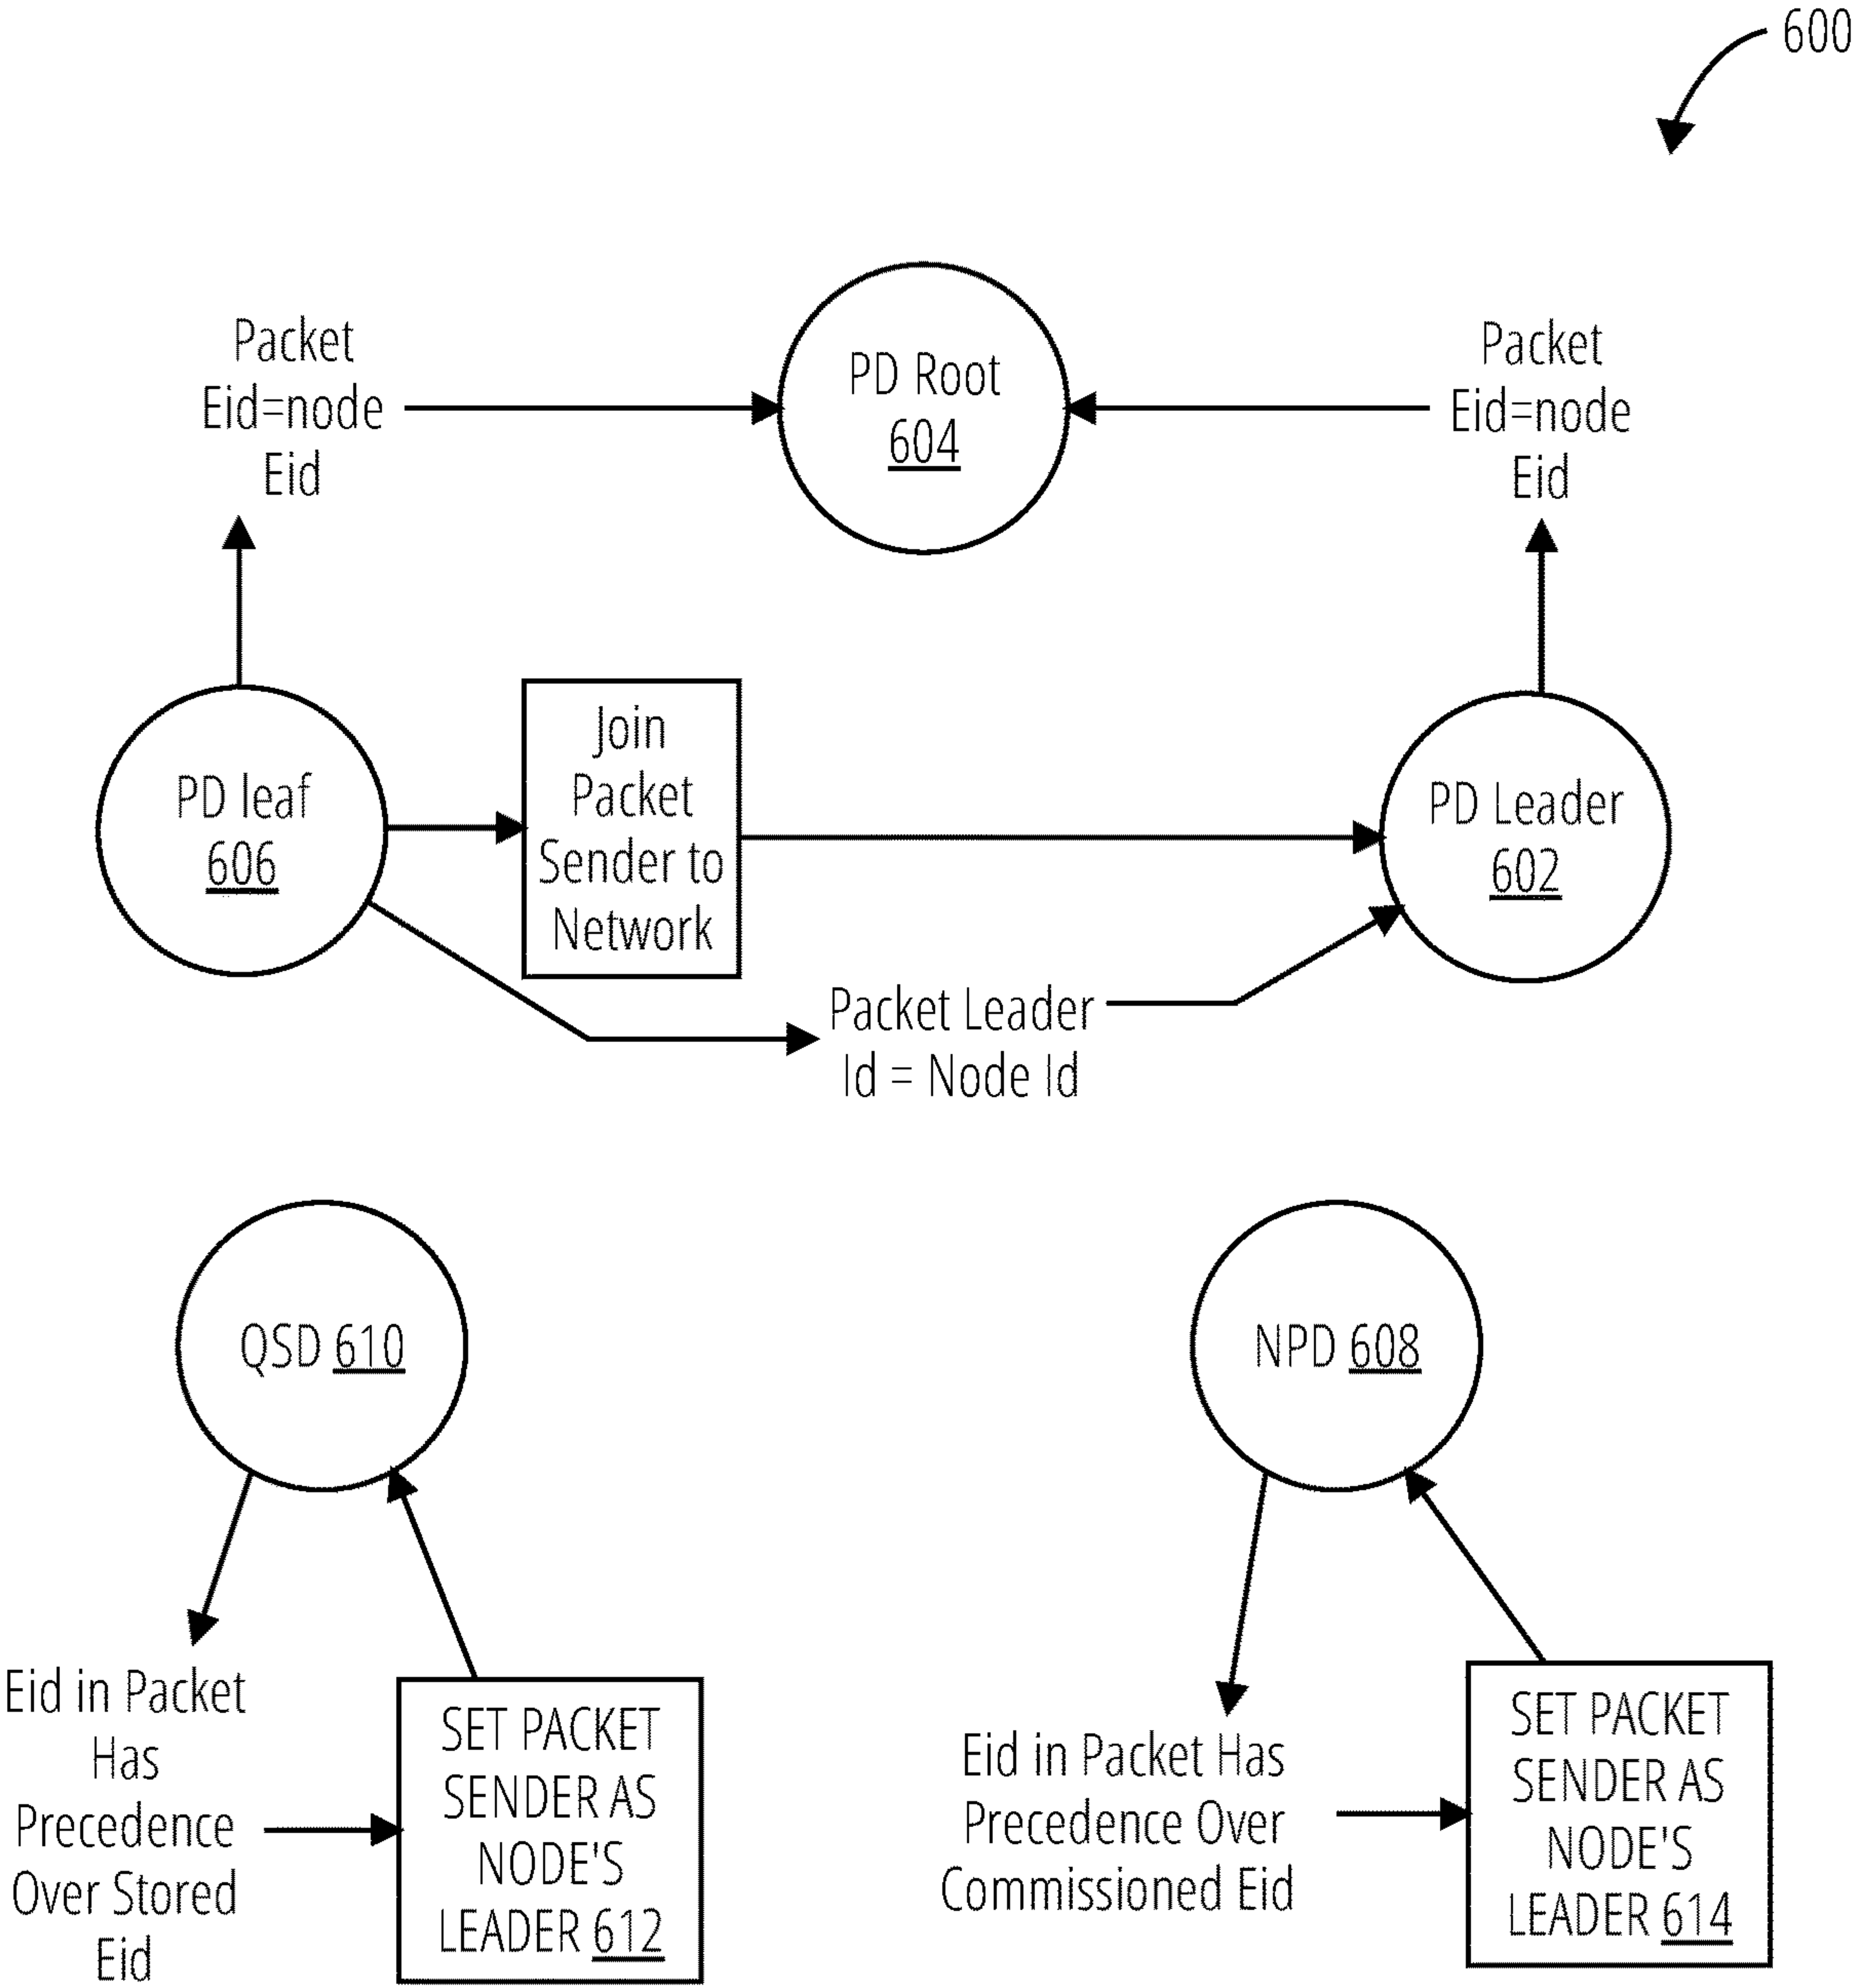 600
Packet
Eid=node
Eid
PD Root
604
Packet
Eid=node
Eid
PD leaf
606
Join
Packet
Sender to
Network
PD Leader
602
Packet Leader
Id = Node Id
QSD 610
NPD 608
Eid in Packet
Has
Precedence
Over Stored
Eid
SET PACKET
SENDER AS
NODE'S
LEADER 612
Eid in Packet Has
Precedence Over
Commissioned Eid
SET PACKET
SENDER AS
NODE'S
LEADER 614